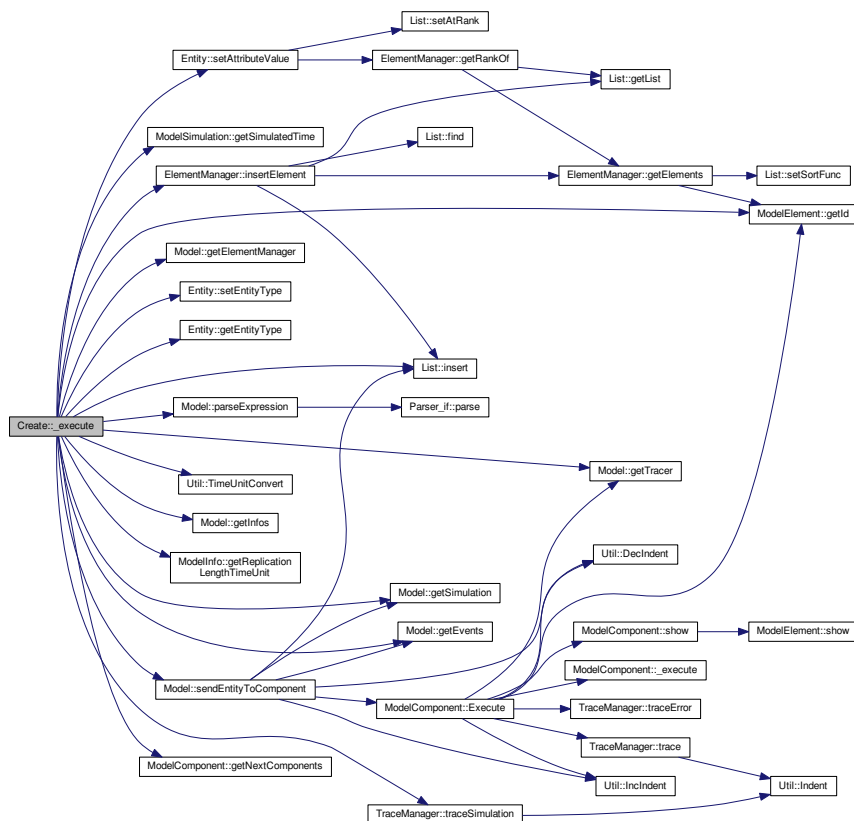 List::setAtRank
Entity::setAttributeValue
ElementManager::getRankOf
List::getList
ModelSimulation::getSimulatedTime
List::find
ElementManager::insertElement
ElementManager::getElements
List::setSortFunc
ModelElement::getId
Model::getElementManager
Entity::setEntityType
Entity::getEntityType
List::insert
Model::parseExpression
Parser_if::parse
Create::_execute
Model::getTracer
Util::TimeUnitConvert
Model::getInfos
Util::DecIndent
ModelInfo::getReplication
LengthTimeUnit
Model::getSimulation
Model::getEvents
ModelComponent::show
ModelElement::show
ModelComponent::_execute
Model::sendEntityToComponent
ModelComponent::Execute
TraceManager::traceError
TraceManager::trace
ModelComponent::getNextComponents
Util::IncIndent
Util::Indent
TraceManager::traceSimulation